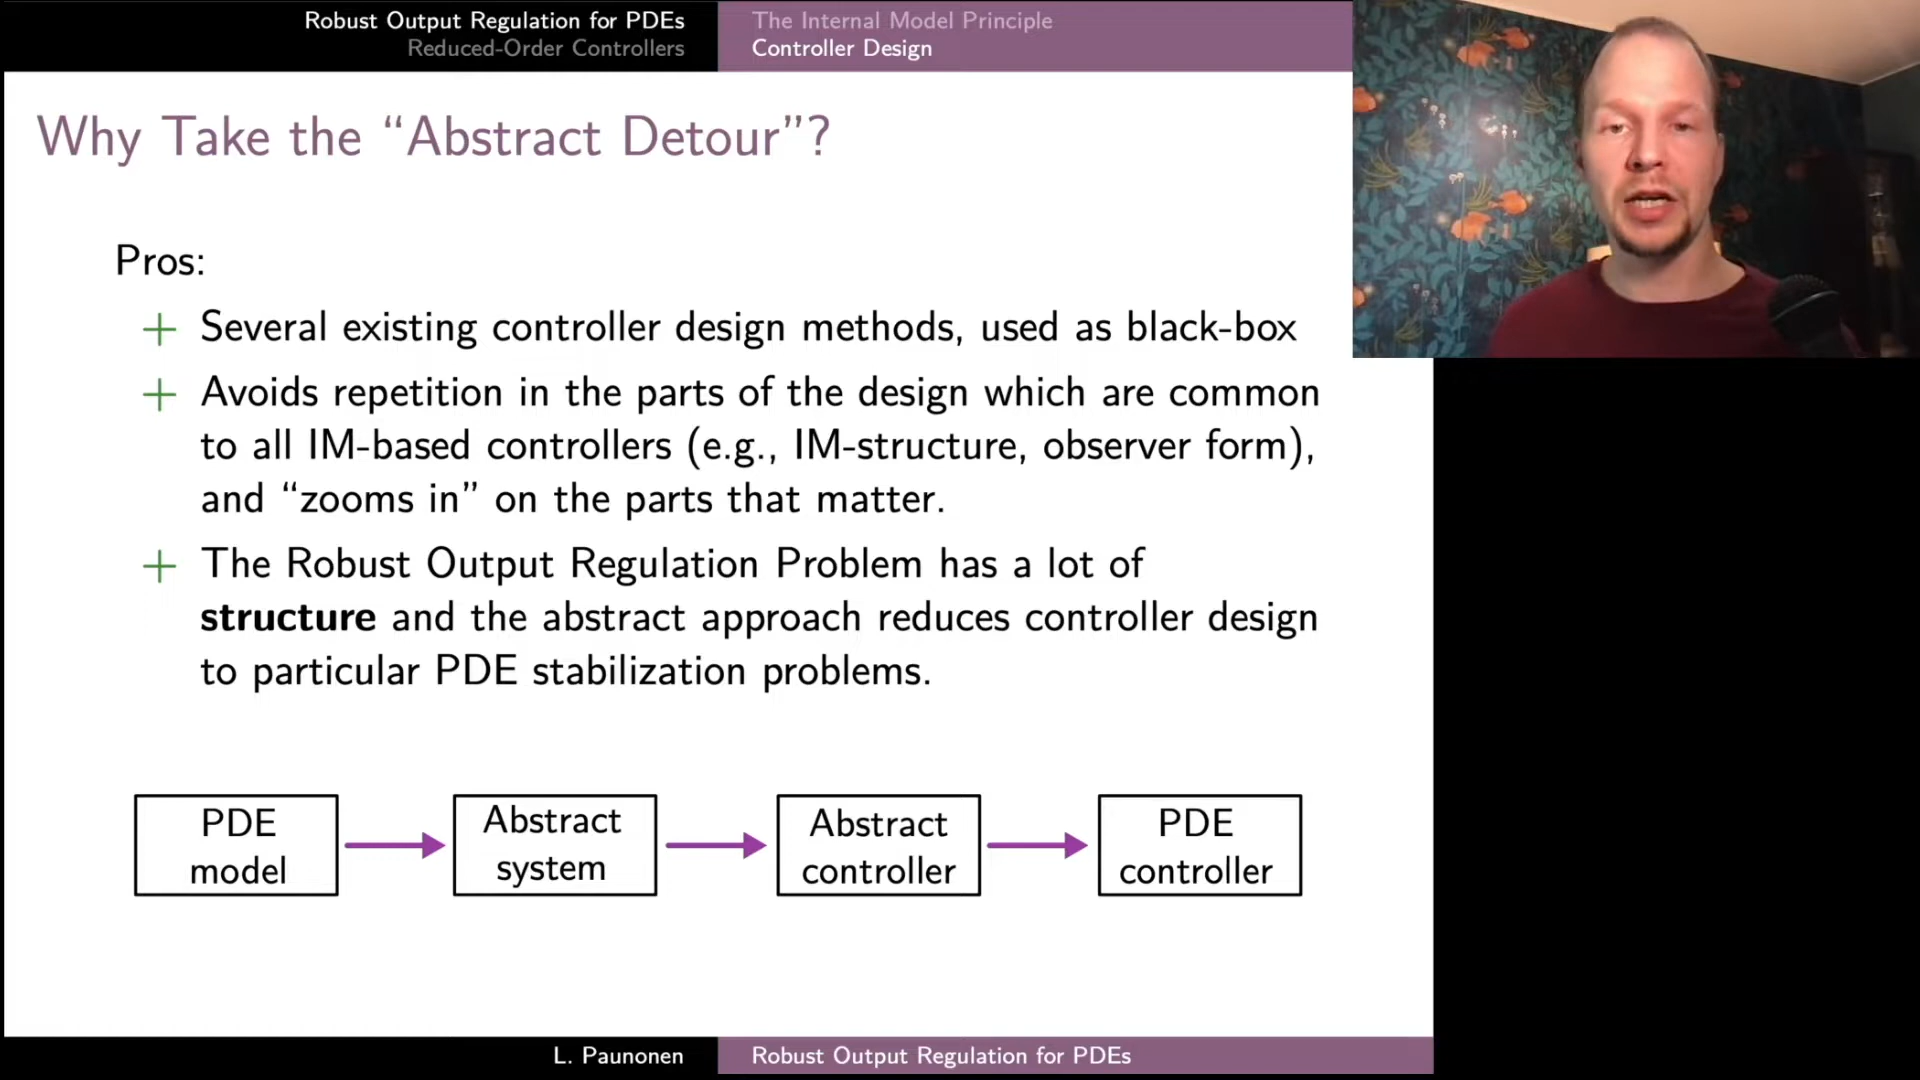 Robust Output Regulation for PDEs
Reduced-Order Controllers
The Internal Model Principle
Controller Design
Why Take the “Abstract Detour”?
Pros:
+ Several existing controller design methods, used as black-box
+ Avoids repetition in the parts of the design which are common
to all IM-based controllers (e.g., IM-structure, observer form),
and “zooms in” on the parts that matter.
+ The Robust Output Regulation Problem has a lot of
structure and the abstract approach reduces controller design
to particular PDE stabilization problems.
PDE
model
Abstract
system
Abstract
controller
PDE
controller
L. Paunonen
Robust Output Regulation for PDEs